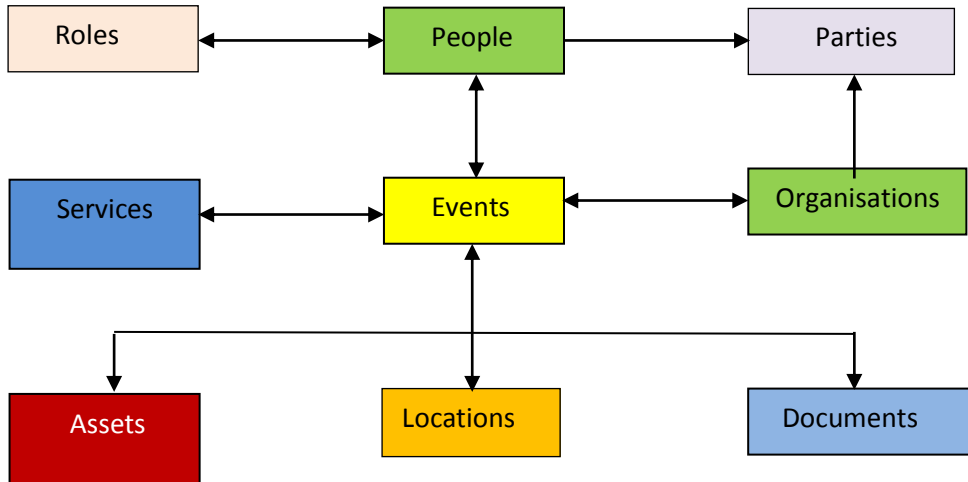 Roles
People
Parties
Services
Events
Organisations
Assets
Locations
Documents